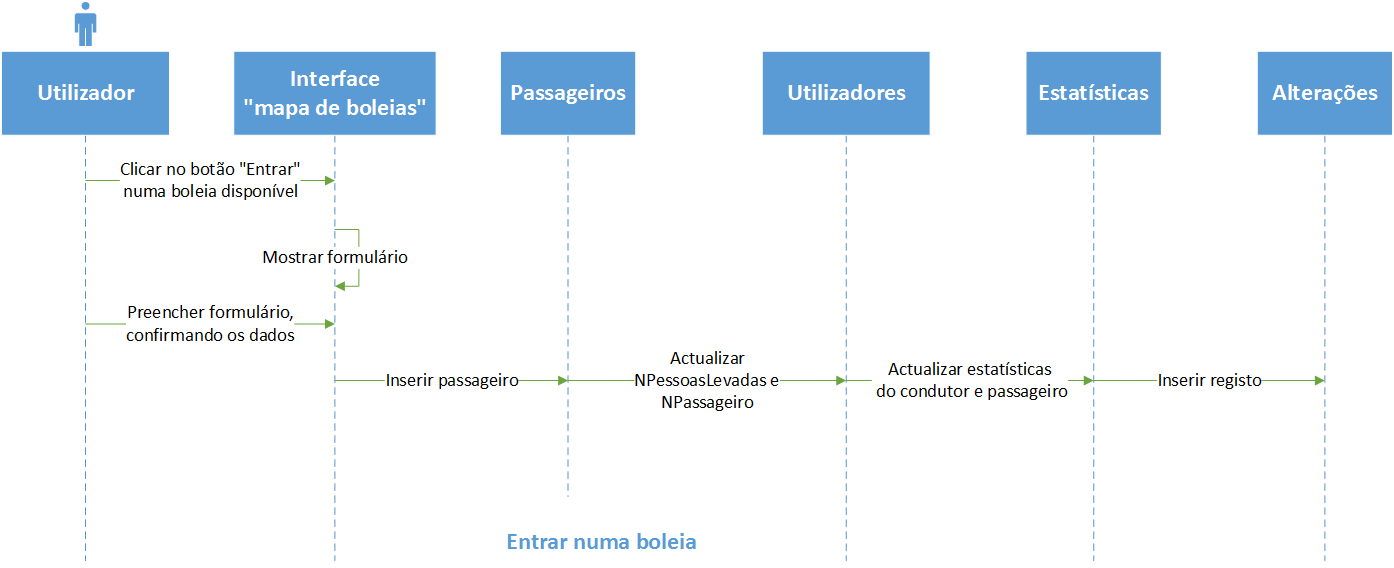 Utilizador
Interface
"mapa de boleias"
Passageiros
Utilizadores
Estatísticas
Alterações
Clicar no botão "Entrar"
numa boleia disponível
Mostrar formulário
Preencher formulário,
confirmando os dados
Inserir passageiro
Actualizar
NPessoasLevadas e
NPassageiro
Actualizar estatísticas
do condutor e passageiro
Inserir registo
Entrar numa boleia